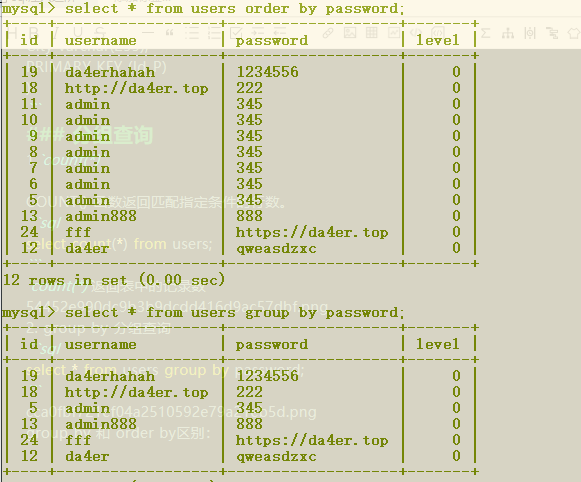 mysql> select * from users order by password;
| id | username | password | level |
| 19 | da4erhahah | 1234556 | 0 |
| 18 | http://da4er.top | 222 | 0 |
| 11 | admin | 345 | 0 |
| 10 | admin | 345 | 0 |
| 9 | admin | 345 | 0 |
| 8 | admin | 345 | 0 |
| 7 | admin | 345 | 0 |
| 6 | admin | 345 | 0 |
| 5 | admin | 345 | 0 |
| 13 | admin888 | 888 | 0 |
| 24 | fff | https://da4er.top | 0 |
| 12 | da4er | qweasdzxc | 0 |
12 rows in set (0.00 sec)
mysql> select * from users group by password;
| id | username | password | level |
| 19 | da4erhahah | 1234556 | 0 |
| 18 | http://da4er.top | 222 | 0 |
| 5 | admin | 345 | 0 |
| 13 | admin888 | 888 | 0 |
| 24 | fff | https://da4er.top | 0 |
| 12 | da4er | qweasdzxc | 0 |